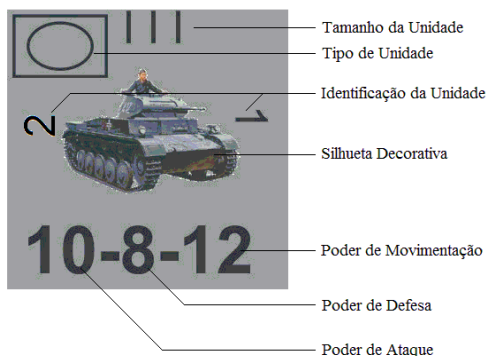 III
Tamanho da Unidade
Tipo de Unidade
Identificação da Unidade
2
1
Silhueta Decorativa
10-8-12
Poder de Movimentação
Poder de Defesa
Poder de Ataque